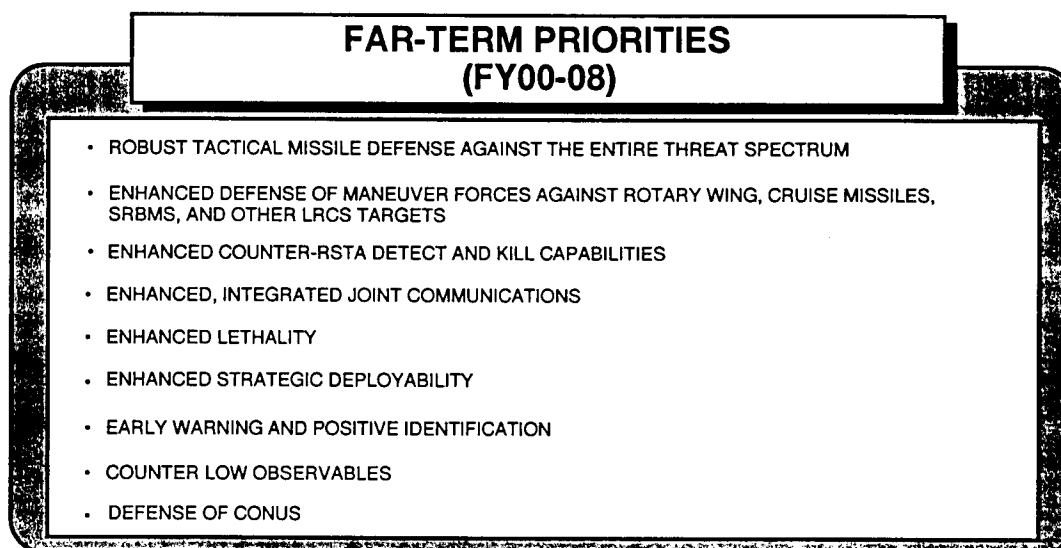 FAR-TERM PRIORITIES
(FY00-08)
• ROBUST TACTICAL MISSILE DEFENSE AGAINST THE ENTIRE THREAT SPECTRUM
• ENHANCED DEFENSE OF MANEUVER FORCES AGAINST ROTARY WING, CRUISE MISSILES,
SRBMS, AND OTHER LRCS TARGETS
• ENHANCED COUNTER-RSTA DETECT AND KILL CAPABILITIES
• ENHANCED, INTEGRATED JOINT COMMUNICATIONS
• ENHANCED LETHALITY
• ENHANCED STRATEGIC DEPLOYABILITY
• EARLY WARNING AND POSITIVE IDENTIFICATION
• COUNTER LOW OBSERVABLES
• DEFENSE OF CONUS